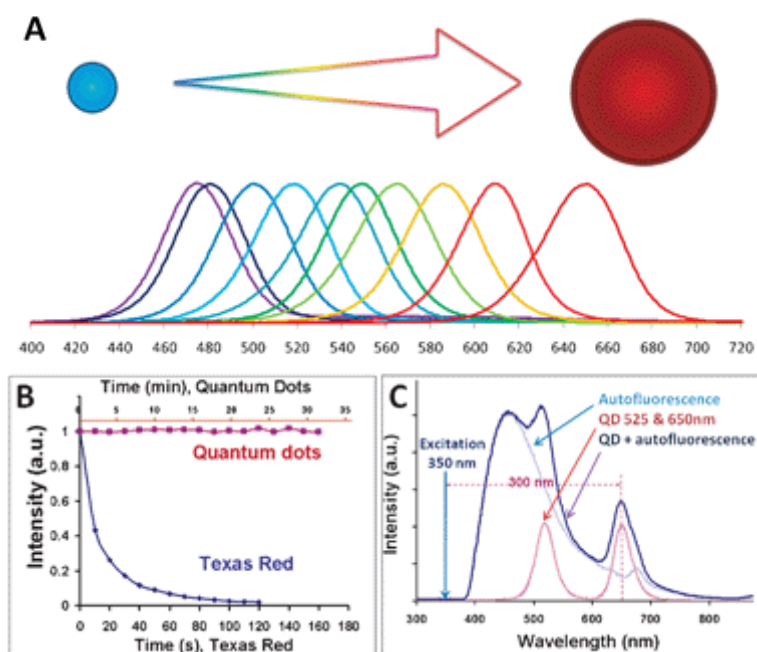 A
400 420 440 460 480 500 520 540 560 580 600 620 640 660 680 700 720
B
Time (min), Quantum Dots
0 5 10 15 20 25 30 35
1
0.8
0.6
0.4
0.2
0
Intensity (a.u.)
Quantum dots
Texas Red
0 20 40 60 80 100 120 140 160 180
Time (s), Texas Red
C
Autofluorescence
QD 525 & 650nm
QD + autofluorescence
Excitation
350 nm
300 nm
Intensity (a.u.)
300 400 500 600 700 800
Wavelength (nm)